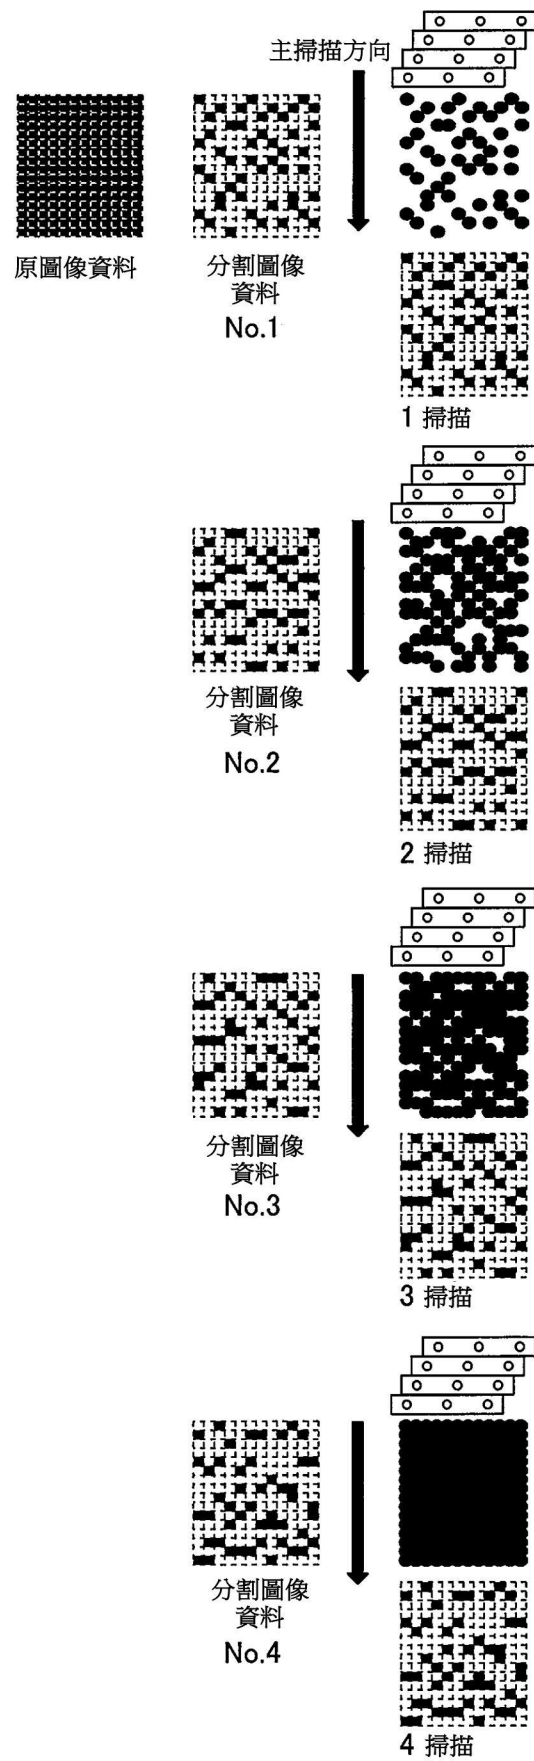 主掃描方向
原圖像資料
分割圖像
資料
No.1
1 掃描
分割圖像
資料
No.2
2 掃描
分割圖像
資料
No.3
3 掃描
分割圖像
資料
No.4
4 掃描